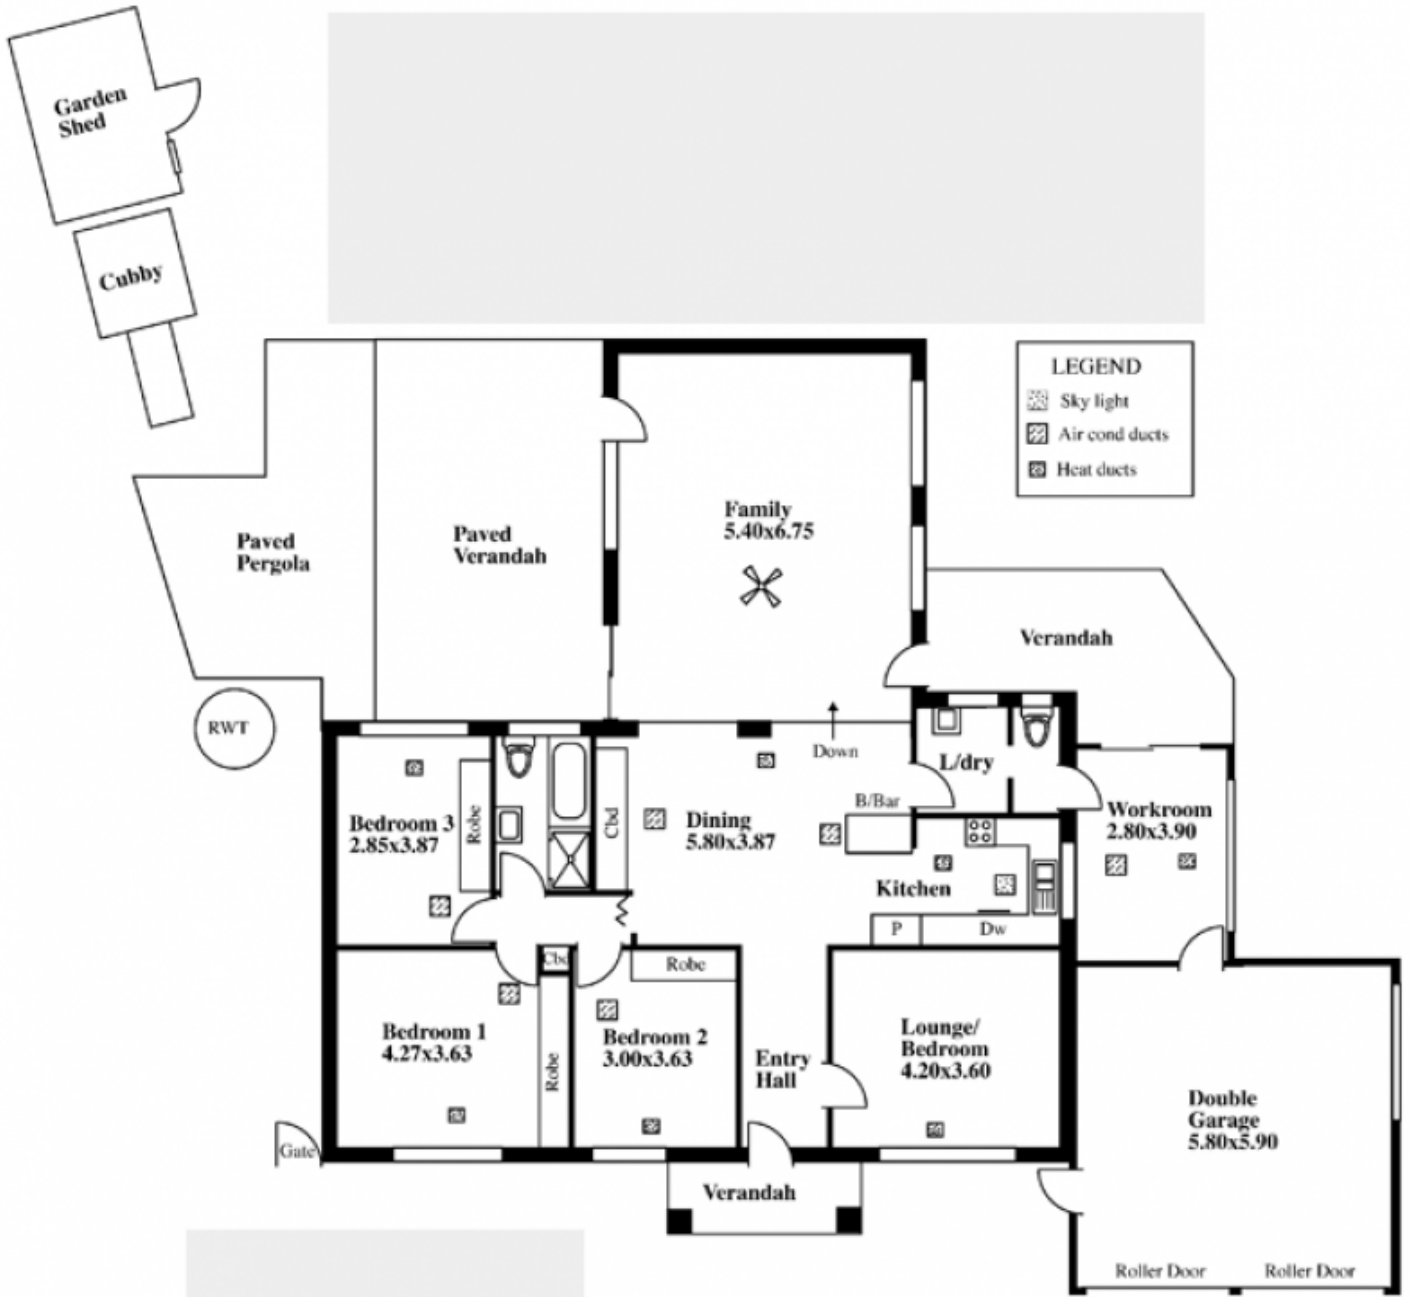 Garden
Shed
Cubby
LEGEND
Sky light
Air cond ducts
Heat ducts
Family
5.40x6.75
Paved
Verandah
Paved
Pergola
Verandah
RWT
Down
L/dry
B/Bar
Workroom
2.80x3.90
Bedroom 3
2.85x3.87
Robe
Cbd
Dining
5.80x3.87
Kitchen
P
Dw
Cbd
Robe
Bedroom 1
4.27x3.63
Robe
Bedroom 2
3.00x3.63
Entry
Hall
Lounge/
Bedroom
4.20x3.60
Double
Garage
5.80x5.90
Gate
Verandah
Roller Door
Roller Door